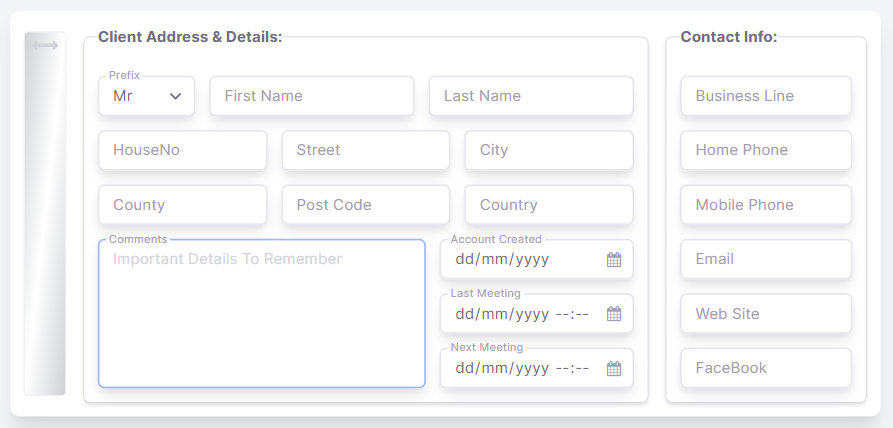 Client Address & Details:
Prefix
Mr
First Name
Last Name
HouseNo
Street
City
County
Post Code
Country
Comments
Important Details To Remember
Account Created
dd/mm/yyyy
Last Meeting
dd/mm/yyyy --:--
Next Meeting
dd/mm/yyyy --:--
Contact Info:
Business Line
Home Phone
Mobile Phone
Email
Web Site
FaceBook